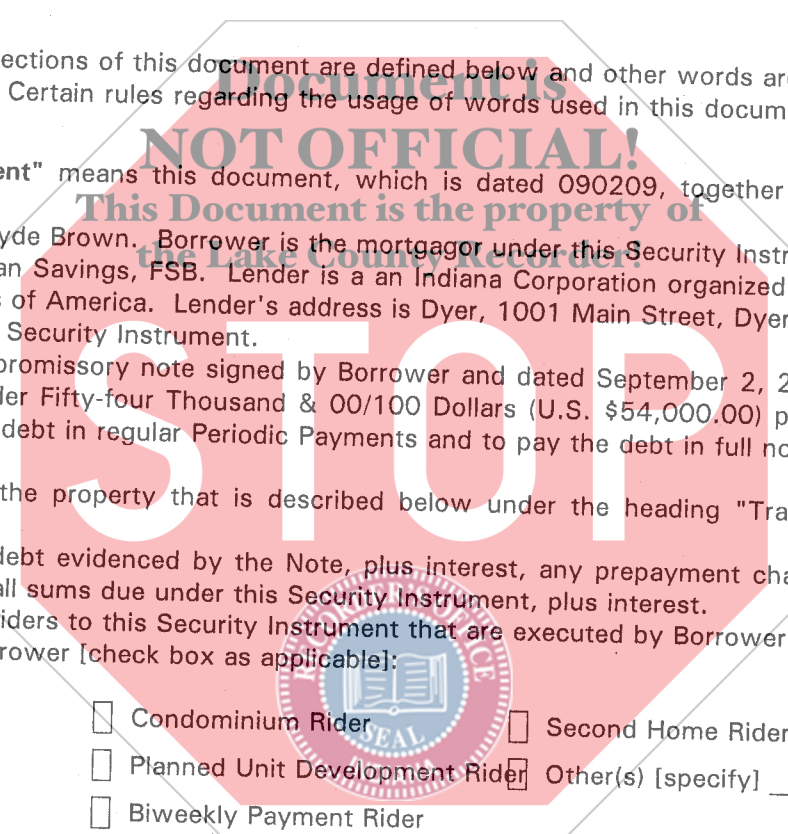 ections of this document are defined below and other words are
Certain rules regarding the usage of words used in this docum
Document is
NOT OFFICIAL!
ent" means this document, which is dated 090209, together
This Document is the property of
the Lake County Recorder!
yde Brown. Borrower is the mortgagor under this Security Instr
an Savings, FSB. Lender is a an Indiana Corporation organized
s of America. Lender's address is Dyer, 1001 Main Street, Dyer
Security Instrument.
promissory note signed by Borrower and dated September 2, 2
er Fifty-four Thousand & 00/100 Dollars (U.S. $54,000.00) p
debt in regular Periodic Payments and to pay the debt in full no
STOP
the property that is described below under the heading "Tra
debt evidenced by the Note, plus interest, any prepayment cha
all sums due under this Security Instrument, plus interest.
iders to this Security Instrument that are executed by Borrower
rower [check box as applicable]:
Condominium Rider
Second Home Rider
Planned Unit Development Rider
Other(s) [specify]
Biweekly Payment Rider
SEAL